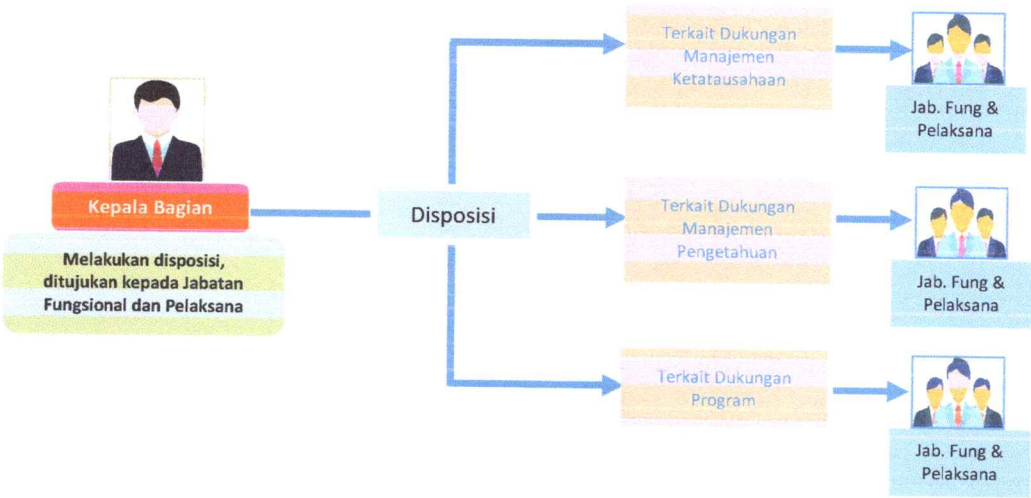 Terkait Dukungan
Manajemen
Ketatausahaan
Jab. Fung &
Pelaksana
Kepala Bagian
Melakukan disposisi,
ditujukan kepada Jabatan
Fungsional dan Pelaksana
Disposisi
Terkait Dukungan
Manajemen
Pengetahuan
Jab. Fung &
Pelaksana
Terkait Dukungan
Program
Jab. Fung &
Pelaksana